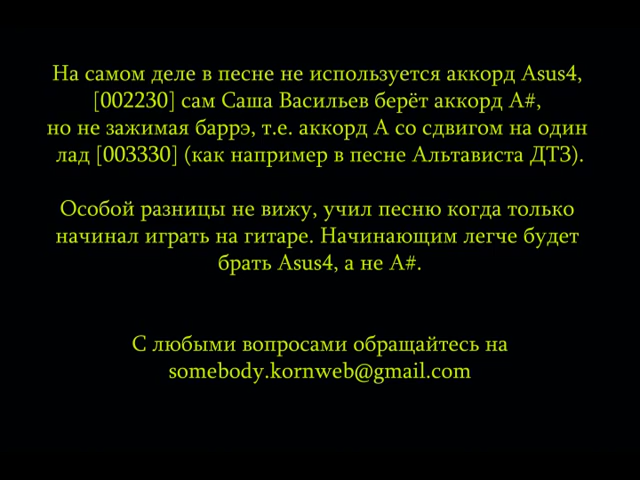 На самом деле в песне не используется аккорд Asus4,
[002230] сам Саша Васильев берёт аккорд A#,
но не зажимая баррэ, т.е. аккорд А со сдвигом на один
лад [003330] (как например в песне Альтависта ДТЗ).
Особой разницы не вижу, учил песню когда только
начинал играть на гитаре. Начинающим легче будет
брать Asus4, а не A#.
С любыми вопросами обращайтесь на
somebody.kornweb@gmail.com